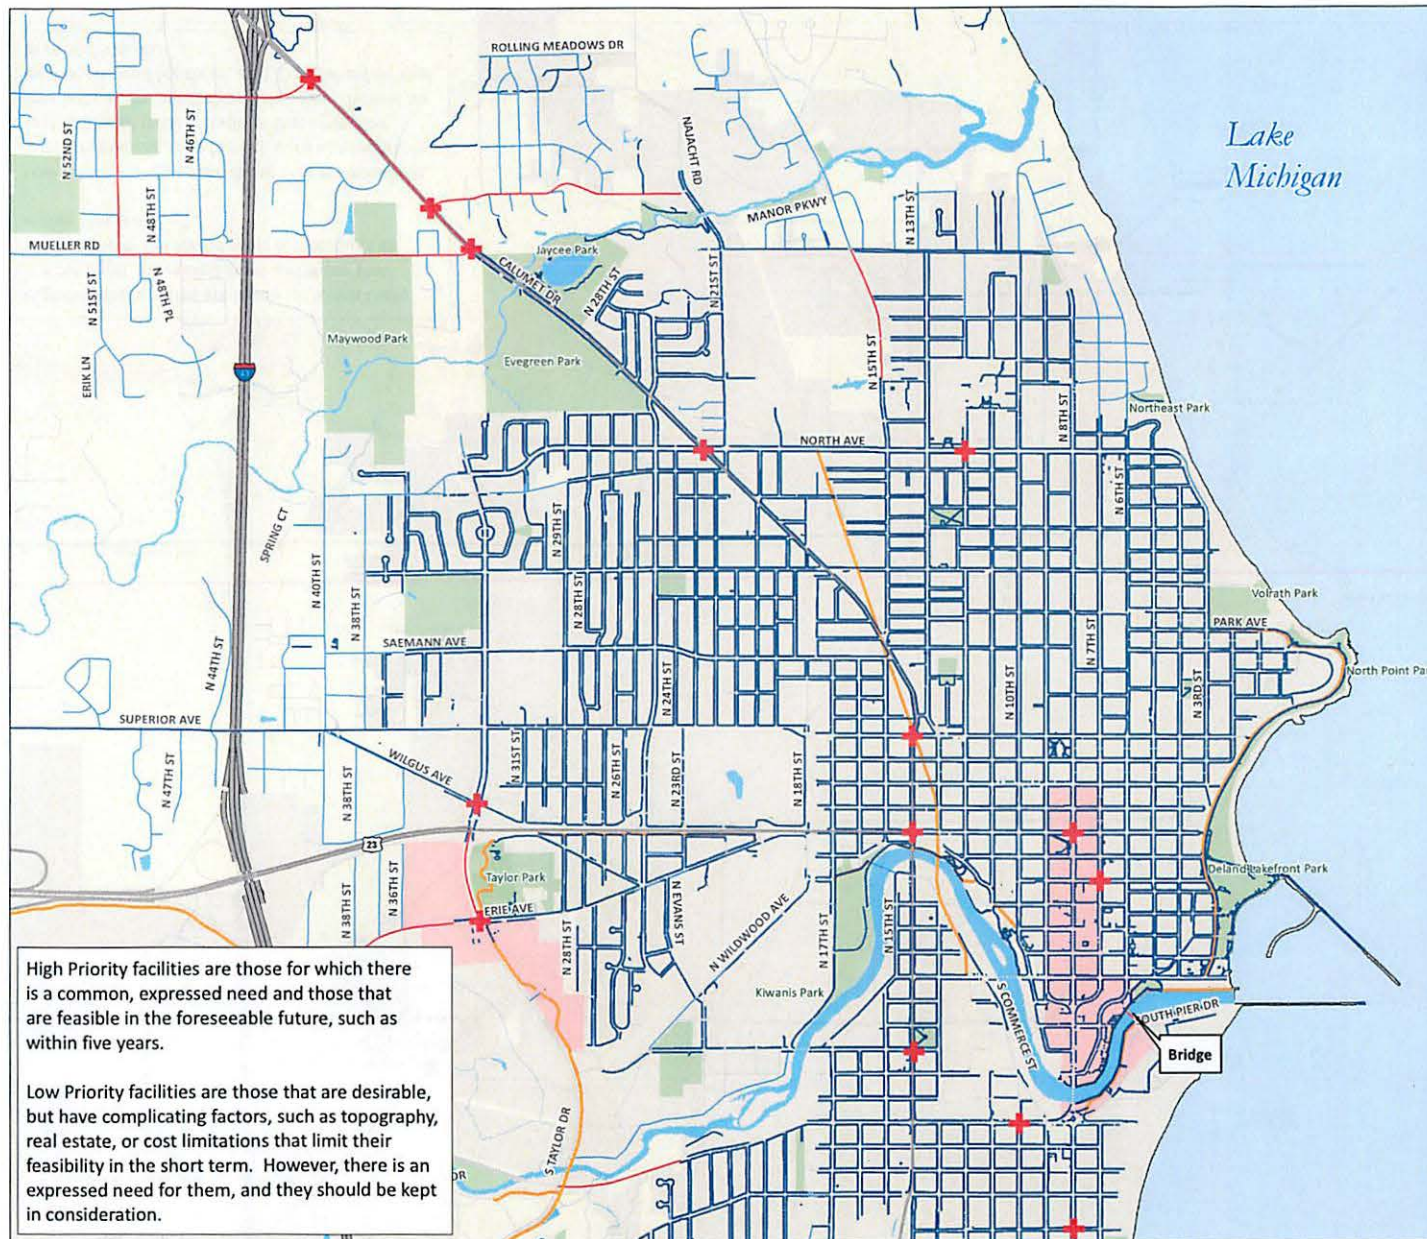 ROLLING MEADOWS DR
Lake
Michigan
N 52ND ST
N 46TH ST
NAJACHT RD
N 48TH ST
MANOR PKWY
N 13TH ST
MUELLER RD
Jaycee Park
CALUMET DR
N 28TH ST
N 21ST ST
N 51ST ST
N 48TH PL
Maywood Park
Evegreen Park
N 15TH ST
ERIK LN
N 8TH ST
Northeast Park
NORTH AVE
N 6TH ST
SPRING CT
N 29TH ST
N 40TH ST
N 38TH ST
N 28TH ST
Volrath Park
PARK AVE
SAEMANN AVE
N 7TH ST
N 44TH ST
N 24TH ST
N 10TH ST
N 3RD ST
North Point Par
SUPERIOR AVE
WILGUS AVE
N 31ST ST
N 26TH ST
N 23RD ST
N 18TH ST
N 47TH ST
N 38TH ST
23
Taylor Park
Deland Lakefront Park
N 38TH ST
N 36TH ST
ERIE AVE
N EVANS ST
N WILDWOOD AVE
N 17TH ST
N 15TH ST
N 28TH ST
Kiwanis Park
S COMMERCE ST
OUTH PIER DR
Bridge
S TAYLOR DR
DR
High Priority facilities are those for which there
is a common, expressed need and those that
are feasible in the foreseeable future, such as
within five years.
Low Priority facilities are those that are desirable,
but have complicating factors, such as topography,
real estate, or cost limitations that limit their
feasibility in the short term. However, there is an
expressed need for them, and they should be kept
in consideration.